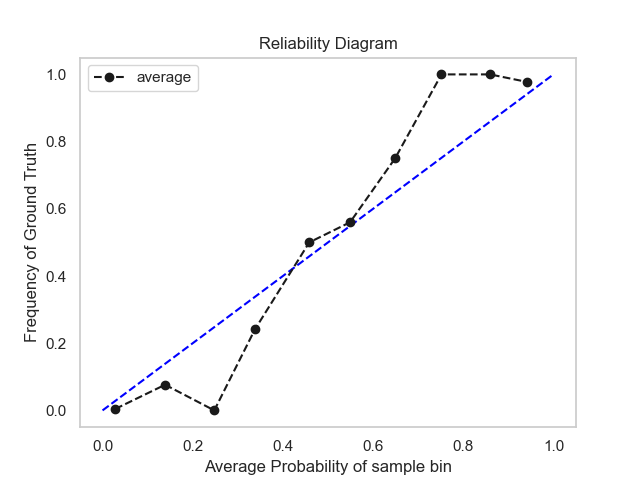 Reliability Diagram
average
Frequency of Ground Truth
1.0
0.8
0.6
0.4
0.2
0.0
0.0 0.2 0.4 0.6 0.8 1.0
Average Probability of sample bin